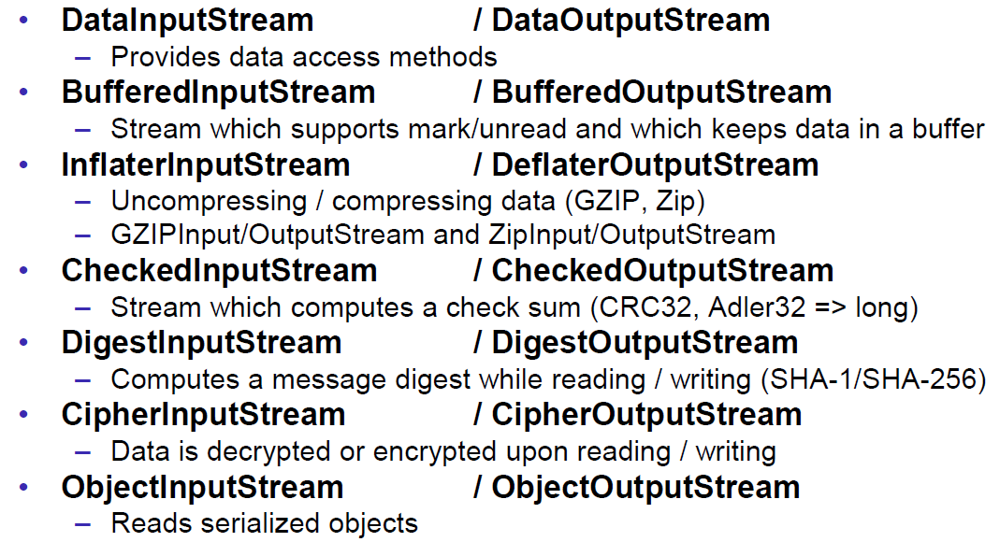 • DataInputStream / DataOutputStream
– Provides data access methods
• BufferedInputStream / BufferedOutputStream
– Stream which supports mark/unread and which keeps data in a buffer
• InflaterInputStream / DeflaterOutputStream
– Uncompressing / compressing data (GZIP, Zip)
– GZIPInput/OutputStream and ZipInput/OutputStream
• CheckedInputStream / CheckedOutputStream
– Stream which computes a check sum (CRC32, Adler32 => long)
• DigestInputStream / DigestOutputStream
– Computes a message digest while reading / writing (SHA-1/SHA-256)
• CipherInputStream / CipherOutputStream
– Data is decrypted or encrypted upon reading / writing
• ObjectInputStream / ObjectOutputStream
– Reads serialized objects